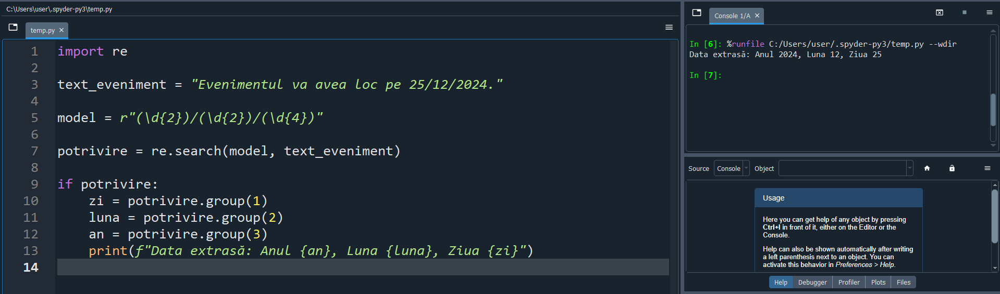 C:\Users\user\.spyder-py3\temp.py
temp.py
1 import re
2
3 text_eveniment = "Evenimentul va avea loc pe 25/12/2024."
4
5 model = r"(\d{2})/(\d{2})/(\d{4})"
6
7 potrivire = re.search(model, text_eveniment)
8
9 if potrivire:
10     zi = potrivire.group(1)
11     luna = potrivire.group(2)
12     an = potrivire.group(3)
13     print(f"Data extrasă: Anul {an}, Luna {luna}, Ziua {zi}")
14
Console 1/A
In [6]: %runfile C:/Users/user/.spyder-py3/temp.py --wdir
Data extrasă: Anul 2024, Luna 12, Ziua 25
In [7]:
Source Console Object
Usage
Here you can get help of any object by pressing
Ctrl+I in front of it, either on the Editor or the
Console.
Help can also be shown automatically after writing
a left parenthesis next to an object. You can
activate this behavior in Preferences > Help.
Help Debugger Profiler Plots Files